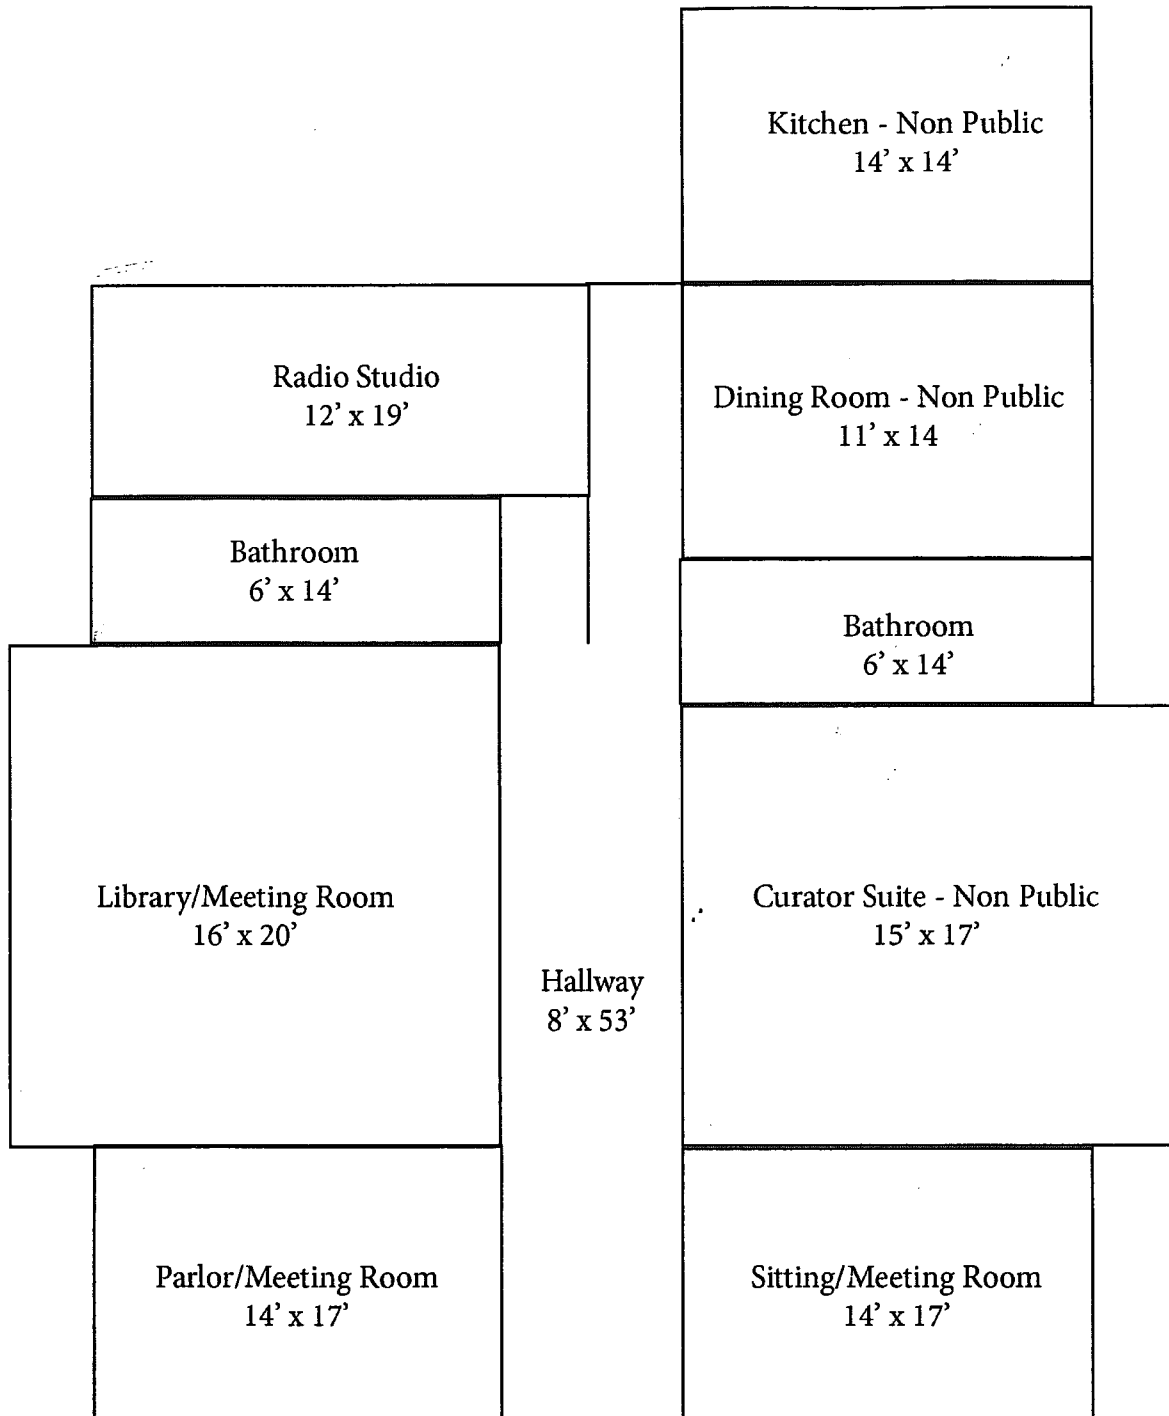 Kitchen - Non Public
14’ x 14’
Radio Studio
12’ x 19’
Dining Room - Non Public
11’ x 14
Bathroom
6’ x 14’
Bathroom
6’ x 14’
Library/Meeting Room
16’ x 20’
Curator Suite - Non Public
15’ x 17’
Hallway
8’ x 53’
Parlor/Meeting Room
14’ x 17’
Sitting/Meeting Room
14’ x 17’